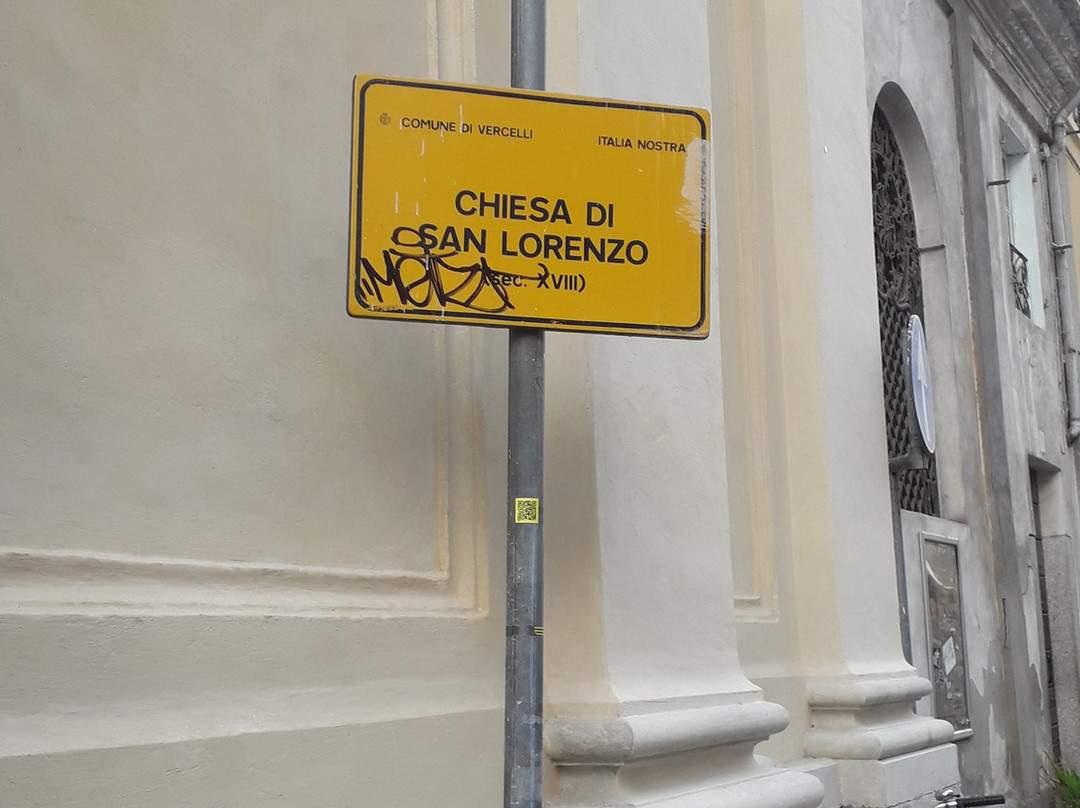 COMUNE DI VERCELLI
ITALIA NOSTRA
CHIESA DI
SAN LORENZO
(sec. XVIII)